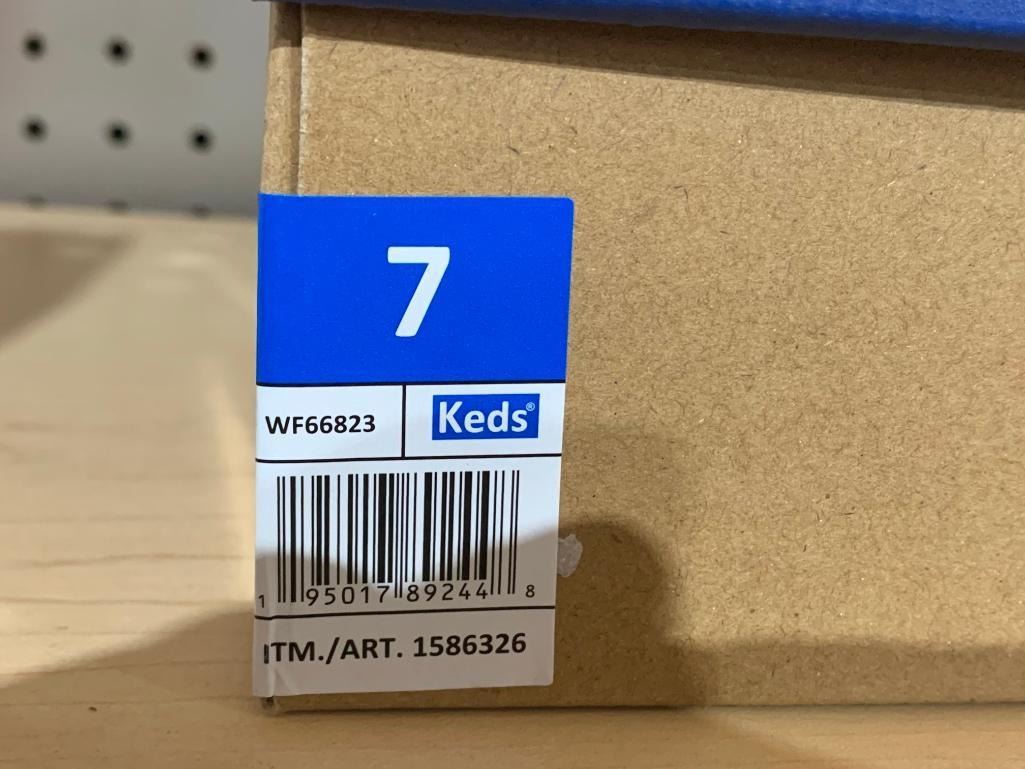 7
WF66823
Keds®
1 95017 89244 8
ITM./ART. 1586326